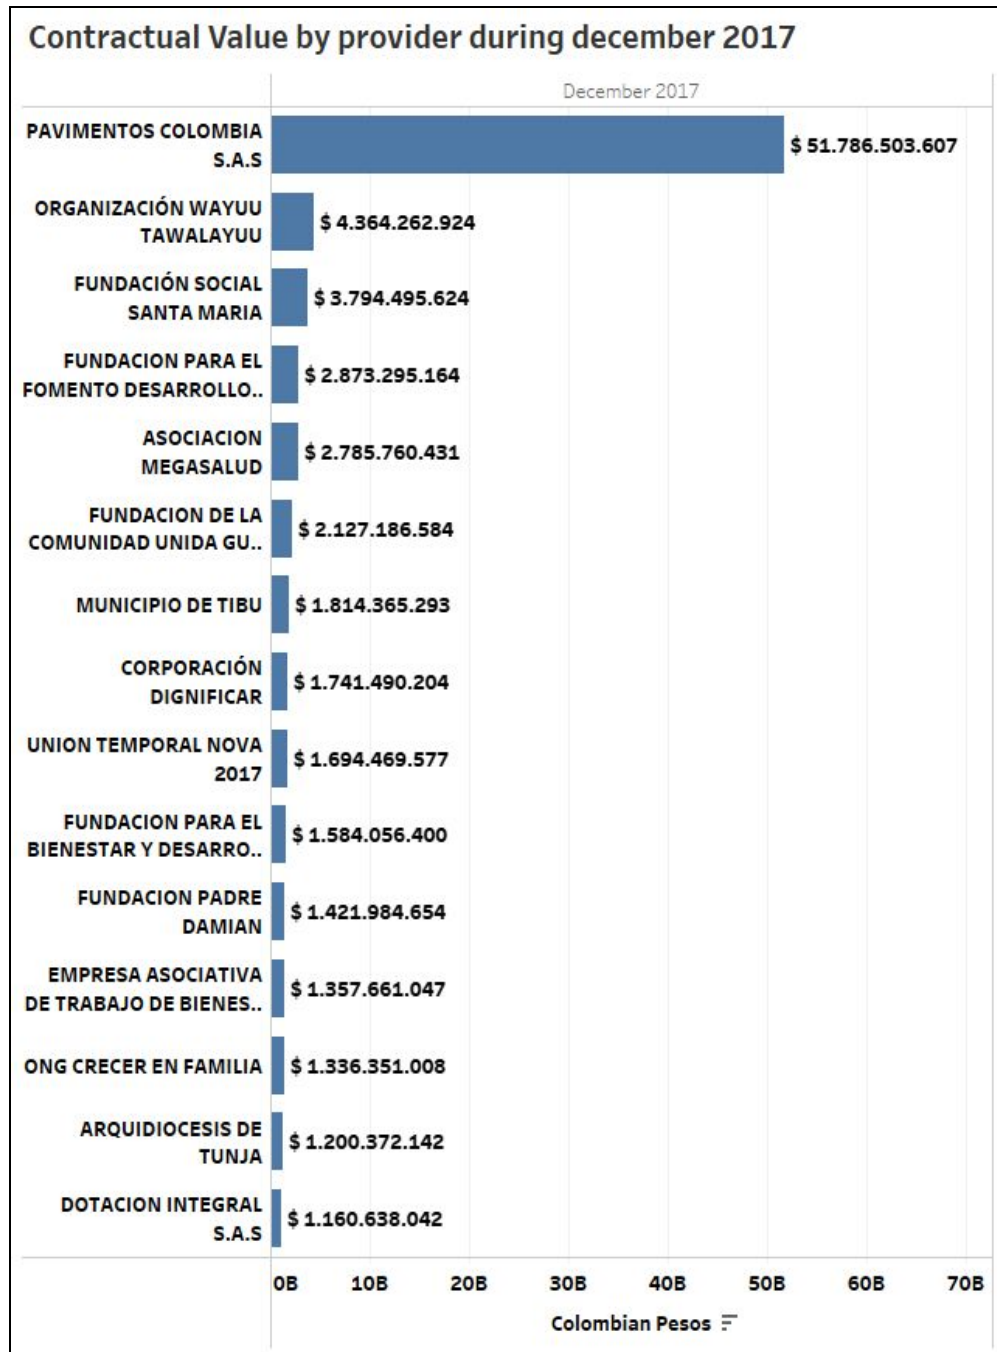 Contractual Value by provider during december 2017
December 2017
PAVIMENTOS COLOMBIA
S.A.S
$ 51.786.503.607
ORGANIZACIÓN WAYUU
TAWALAYUU
$ 4.364.262.924
FUNDACIÓN SOCIAL
SANTA MARIA
$ 3.794.495.624
FUNDACION PARA EL
FOMENTO DESARROLLO..
$ 2.873.295.164
ASOCIACION
MEGASALUD
$ 2.785.760.431
FUNDACION DE LA
COMUNIDAD UNIDA GU..
$ 2.127.186.584
MUNICIPIO DE TIBU
$ 1.814.365.293
CORPORACIÓN
DIGNIFICAR
$ 1.741.490.204
UNION TEMPORAL NOVA
2017
$ 1.694.469.577
FUNDACION PARA EL
BIENESTAR Y DESARRO..
$ 1.584.056.400
FUNDACION PADRE
DAMIAN
$ 1.421.984.654
EMPRESA ASOCIATIVA
DE TRABAJO DE BIENES..
$ 1.357.661.047
ONG CRECER EN FAMILIA
$ 1.336.351.008
ARQUIDIOCESIS DE
TUNJA
$ 1.200.372.142
DOTACION INTEGRAL
S.A.S
$ 1.160.638.042
0B 10B 20B 30B 40B 50B 60B 70B
Colombian Pesos